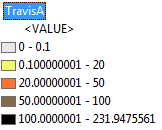 TravisA
<VALUE>
0 - 0.1
0.100000001 - 20
20.00000001 - 50
50.00000001 - 100
100.0000001 - 231.9475561